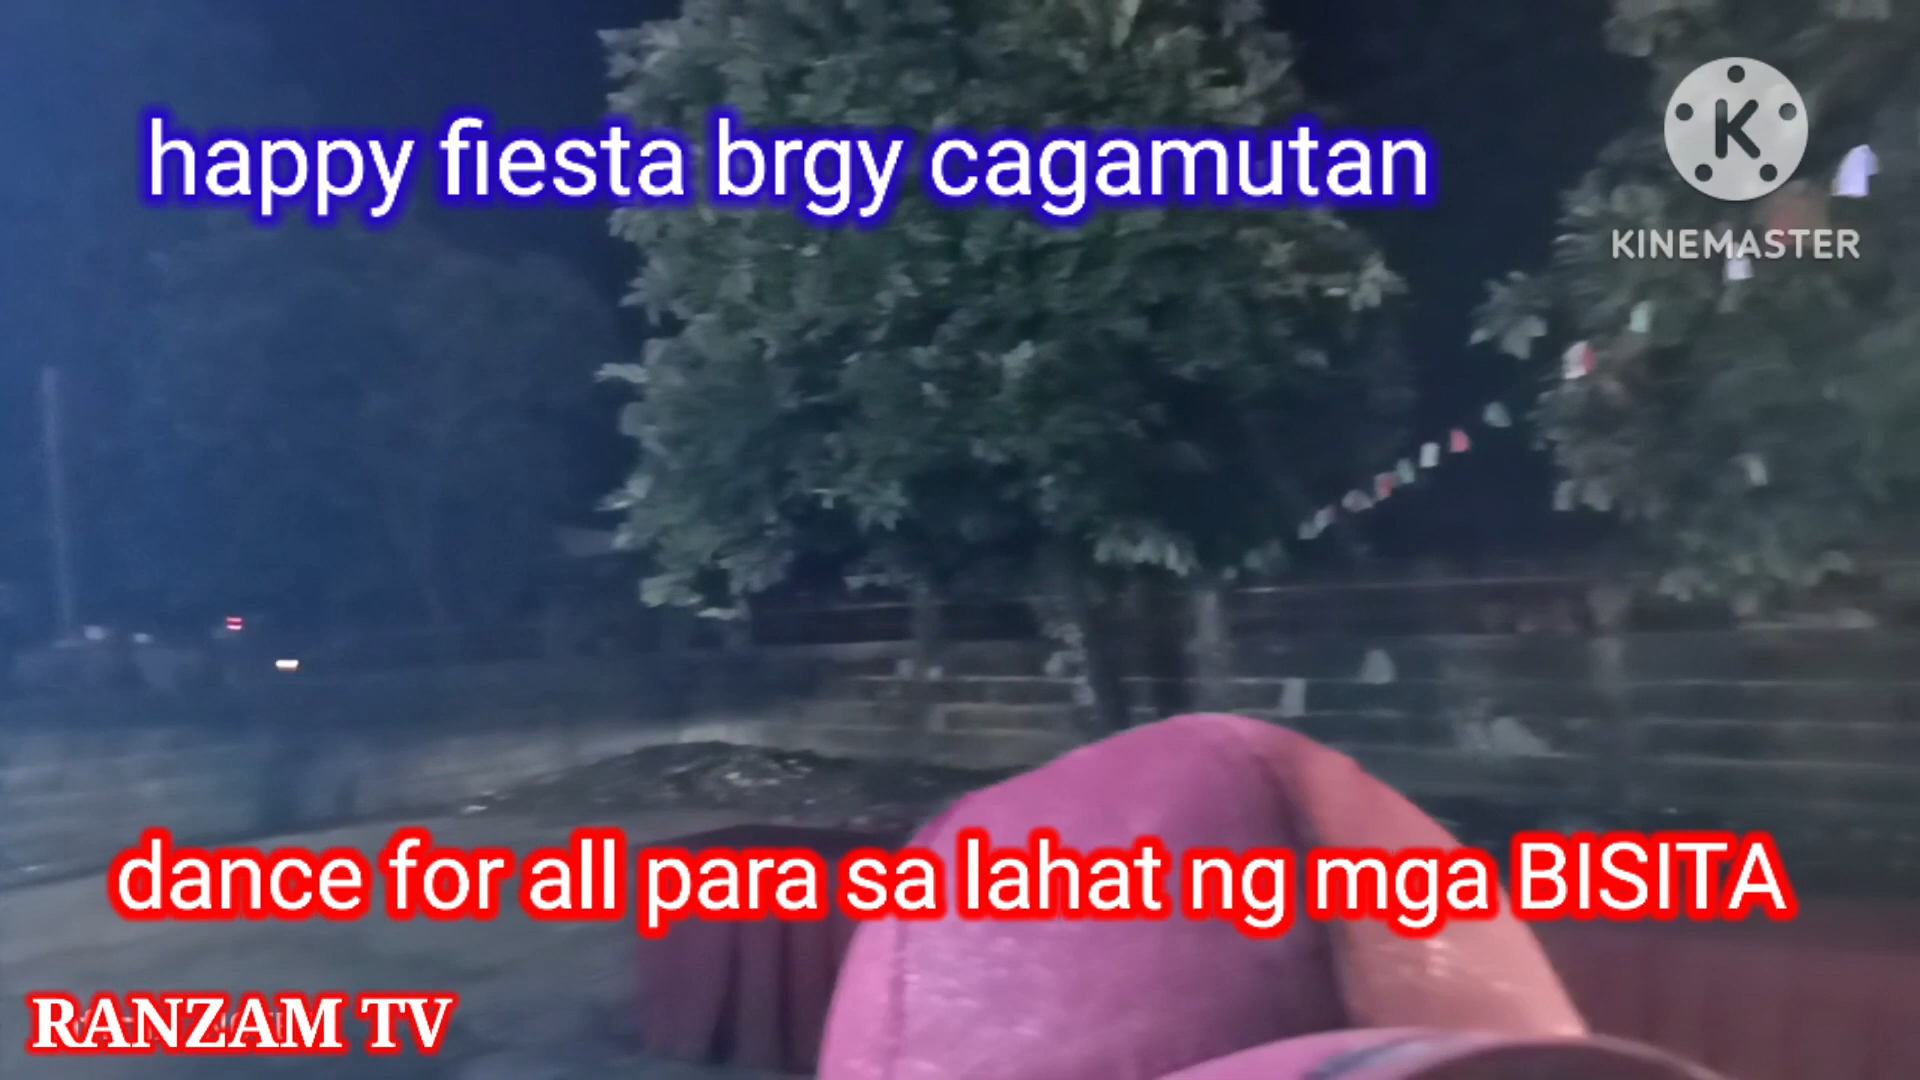 happy fiesta brgy cagamutan
K
KINEMASTER
dance for all para sa lahat ng mga BISITA
RANZAM TV